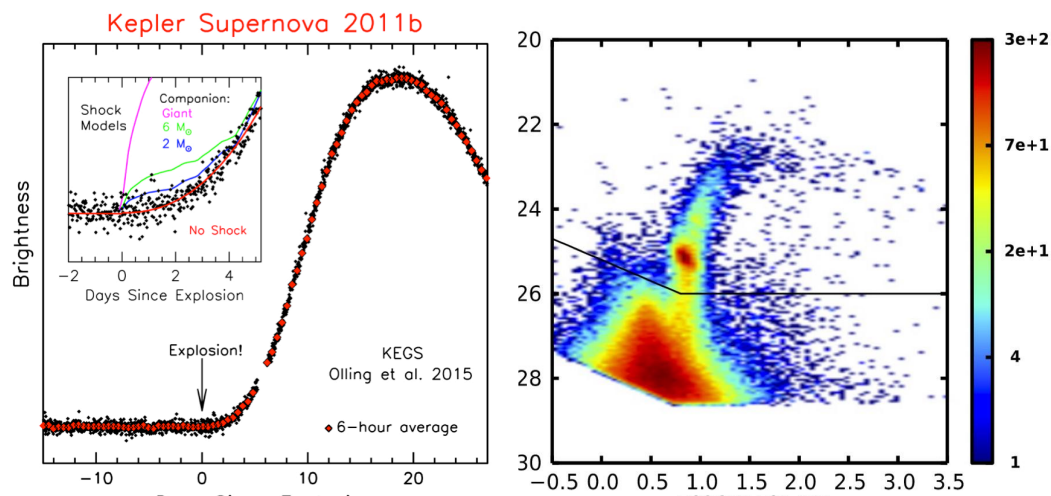 Kepler Supernova 2011b
Brightness
Shock
Models
Companion:
Giant
6 M☉
2 M☉
No Shock
−2 0 2 4
Days Since Explosion
Explosion!
KEGS
Olling et al. 2015
6-hour average
−10 0 10 20
20
22
24
26
28
30
−0.5 0.0 0.5 1.0 1.5 2.0 2.5 3.0 3.5
3e+2
7e+1
2e+1
4
1